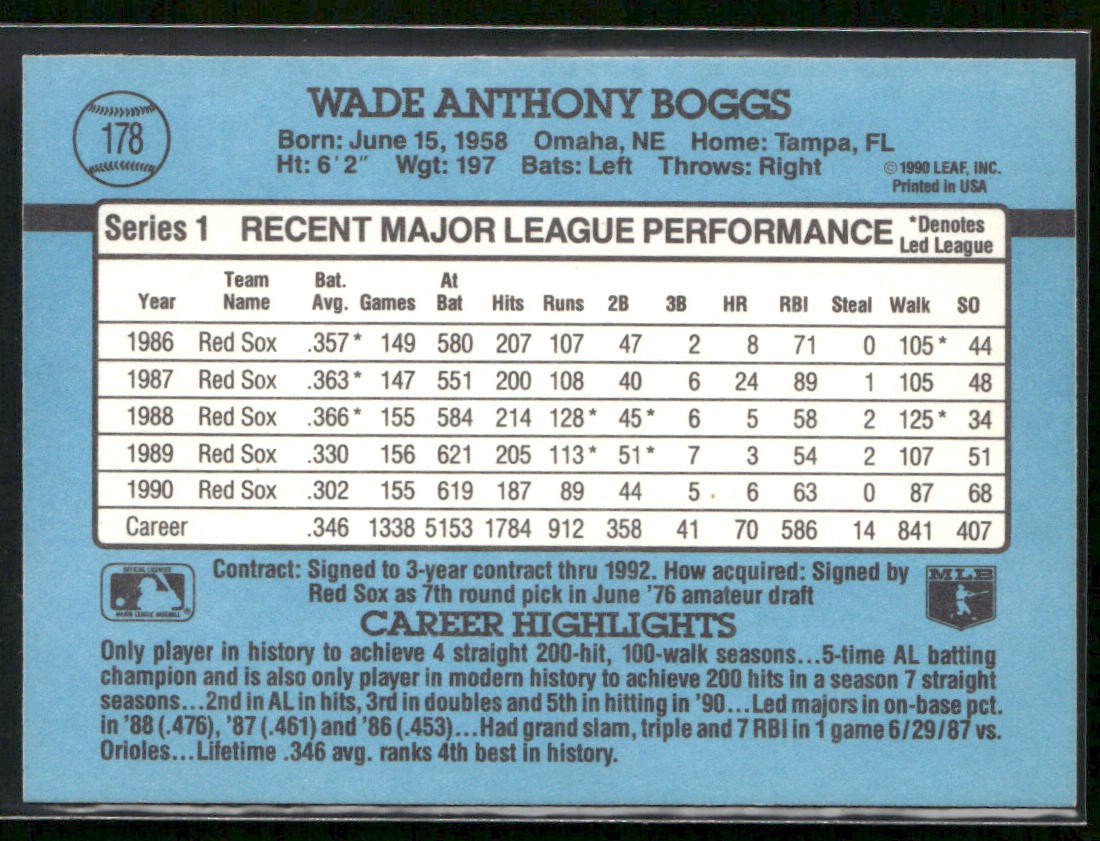 178
WADE ANTHONY BOGGS
Born: June 15, 1958 Omaha, NE Home: Tampa, FL
Ht: 6'2" Wgt: 197 Bats: Left Throws: Right
©1990 LEAF, INC.
Printed in USA
Series 1 RECENT MAJOR LEAGUE PERFORMANCE *Denotes Led League
Year Team Name Bat. Avg. Games At Bat Hits Runs 2B 3B HR RBI Steal Walk SO
1986 Red Sox .357* 149 580 207 107 47 2 8 71 0 105* 44
1987 Red Sox .363* 147 551 200 108 40 6 24 89 1 105 48
1988 Red Sox .366* 155 584 214 128* 45* 6 5 58 2 125* 34
1989 Red Sox .330 156 621 205 113* 51* 7 3 54 2 107 51
1990 Red Sox .302 155 619 187 89 44 5 6 63 0 87 68
Career .346 1338 5153 1784 912 358 41 70 586 14 841 407
OFFICIAL LICENSEE
MAJOR LEAGUE BASEBALL
®
Contract: Signed to 3-year contract thru 1992. How acquired: Signed by
Red Sox as 7th round pick in June '76 amateur draft
MLB
CAREER HIGHLIGHTS
Only player in history to achieve 4 straight 200-hit, 100-walk seasons...5-time AL batting
champion and is also only player in modern history to achieve 200 hits in a season 7 straight
seasons...2nd in AL in hits, 3rd in doubles and 5th in hitting in '90...Led majors in on-base pct.
in '88 (.476), '87 (.461) and '86 (.453)...Had grand slam, triple and 7 RBI in 1 game 6/29/87 vs.
Orioles...Lifetime .346 avg. ranks 4th best in history.